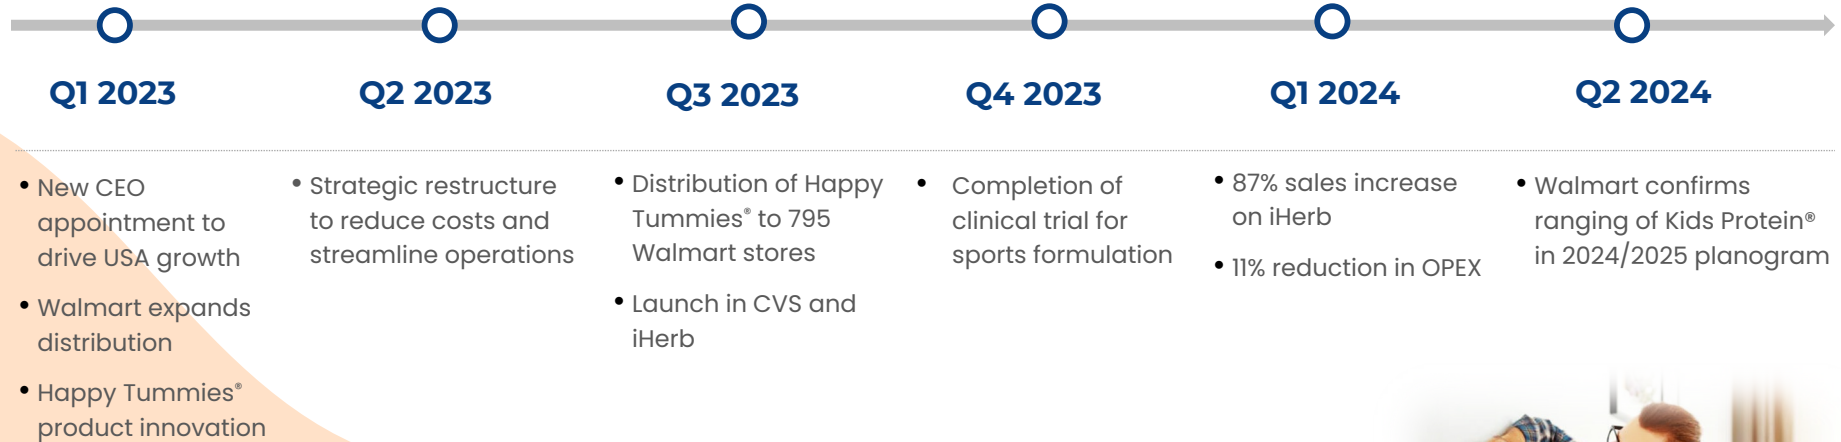 Q1 2023
Q2 2023
Q3 2023
Q4 2023
Q1 2024
Q2 2024
• New CEO
appointment to
drive USA growth
• Walmart expands
distribution
• Happy Tummies®
product innovation
• Strategic restructure
to reduce costs and
streamline operations
• Distribution of Happy
Tummies® to 795
Walmart stores
• Launch in CVS and
iHerb
• Completion of
clinical trial for
sports formulation
• 87% sales increase
on iHerb
• 11% reduction in OPEX
• Walmart confirms
ranging of Kids Protein®
in 2024/2025 planogram